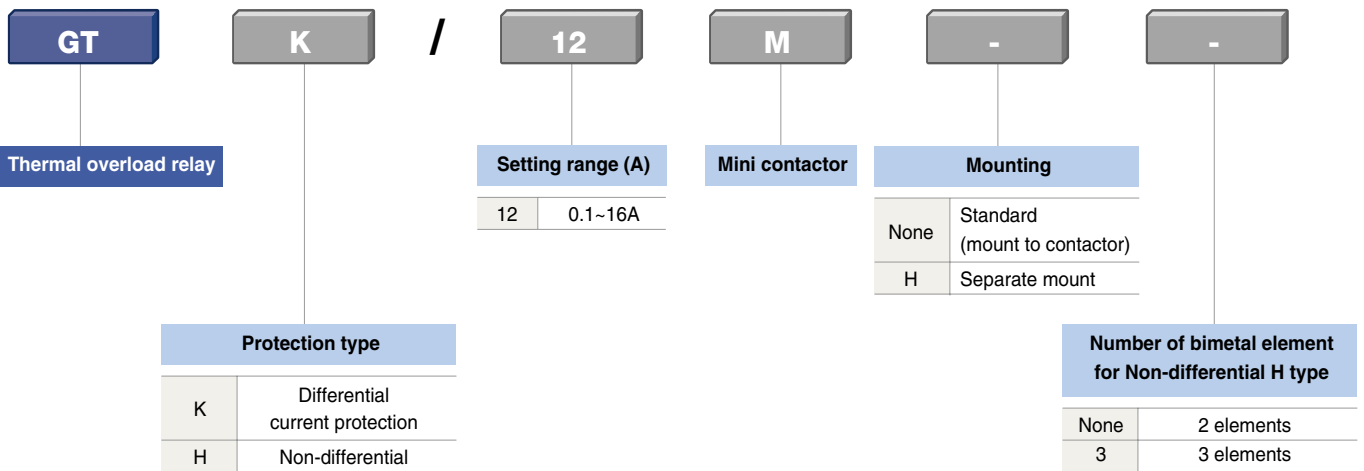 GT K / 12 M - -
Thermal overload relay
Setting range (A)
12 0.1~16A
Mini contactor
Mounting
None Standard
(mount to contactor)
H Separate mount
Protection type
K Differential
current protection
H Non-differential
Number of bimetal element
for Non-differential H type
None 2 elements
3 3 elements